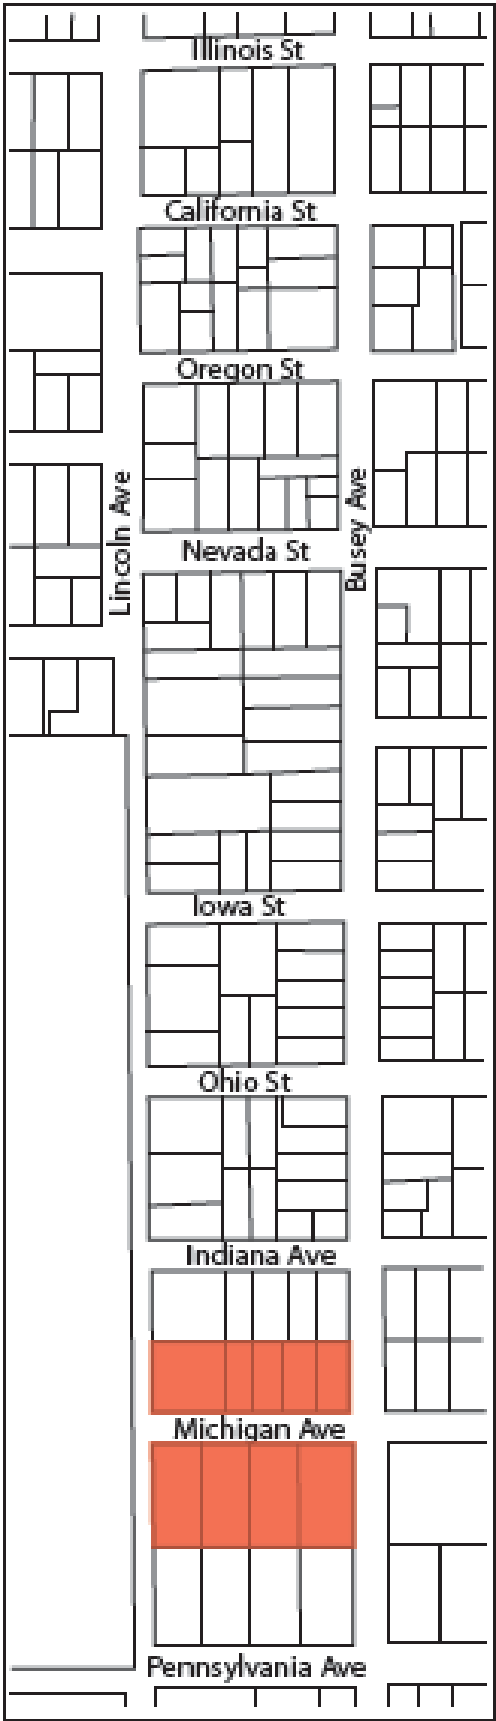 Illinois St
California St
Oregon St
Lincoln Ave
Busey Ave
Nevada St
Iowa St
Ohio St
Indiana Ave
Michigan Ave
Pennsylvania Ave